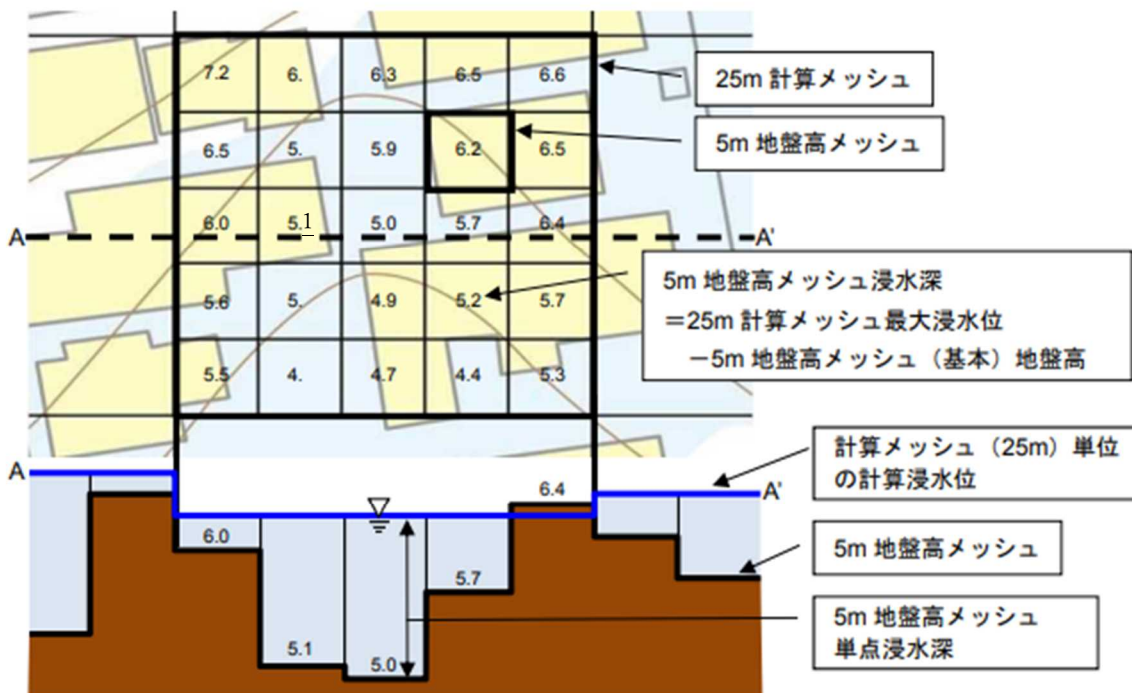 7.2 6. 6.3 6.5 6.6
6.5 5. 5.9 6.2 6.5
6.0 5.1 5.0 5.7 6.4
5.6 5. 4.9 5.2 5.7
5.5 4. 4.7 4.4 5.3
A A'
25m 計算メッシュ
5m 地盤高メッシュ
5m 地盤高メッシュ浸水深
=25m 計算メッシュ最大浸水位
-5m 地盤高メッシュ(基本)地盤高
A A'
6.0 5.1 5.0 5.7 6.4
計算メッシュ(25m)単位
の計算浸水位
5m 地盤高メッシュ
5m 地盤高メッシュ
単点浸水深